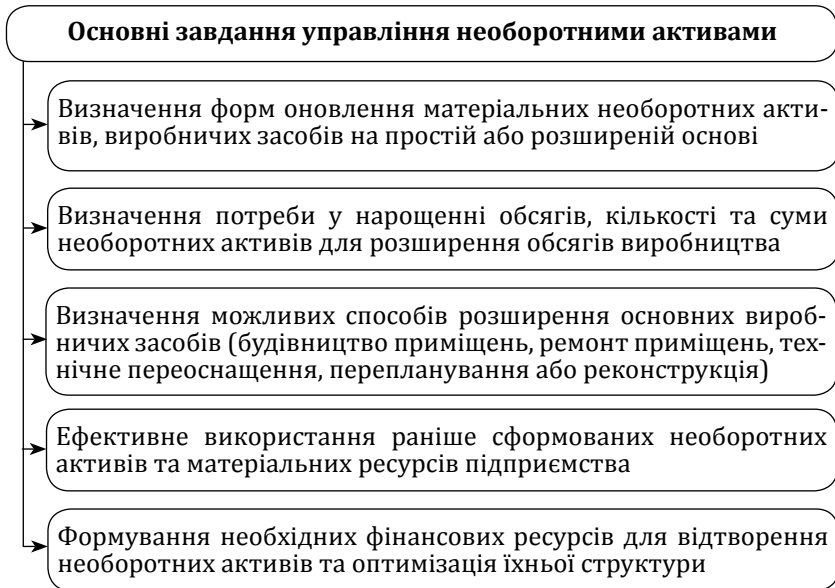 Основні завдання управління необоротними активами
Визначення форм оновлення матеріальних необоротних акти-
вів, виробничих засобів на простій або розширеній основі
Визначення потреби у нарощенні обсягів, кількості та суми
необоротних активів для розширення обсягів виробництва
Визначення можливих способів розширення основних вироб-
ничих засобів (будівництво приміщень, ремонт приміщень, тех-
нічне переоснащення, перепланування або реконструкція)
Ефективне використання раніше сформованих необоротних
активів та матеріальних ресурсів підприємства
Формування необхідних фінансових ресурсів для відтворення
необоротних активів та оптимізація їхньої структури